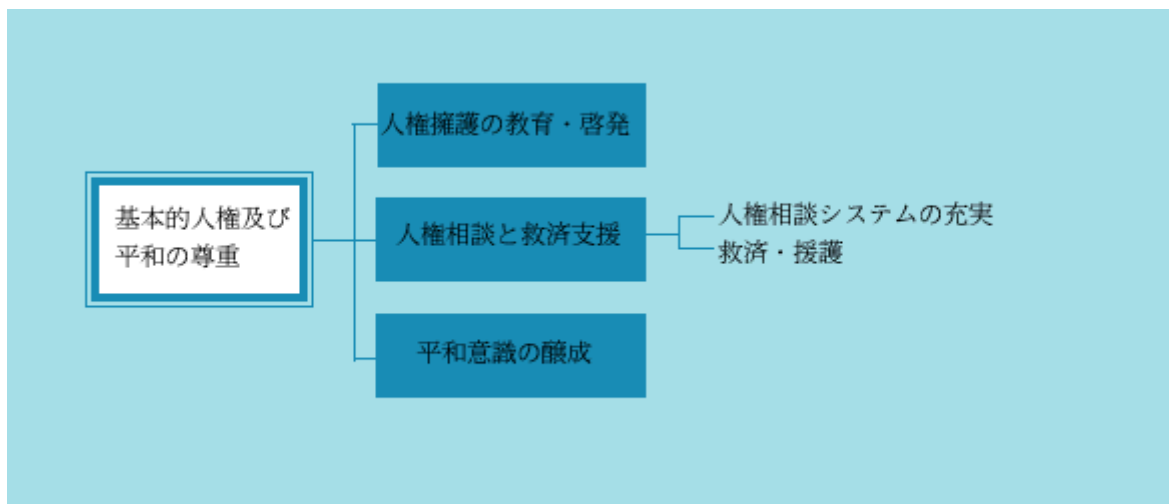 基本的人権及び
平和の尊重
人権擁護の教育・啓発
人権相談と救済支援
人権相談システムの充実
救済・援護
平和意識の醸成